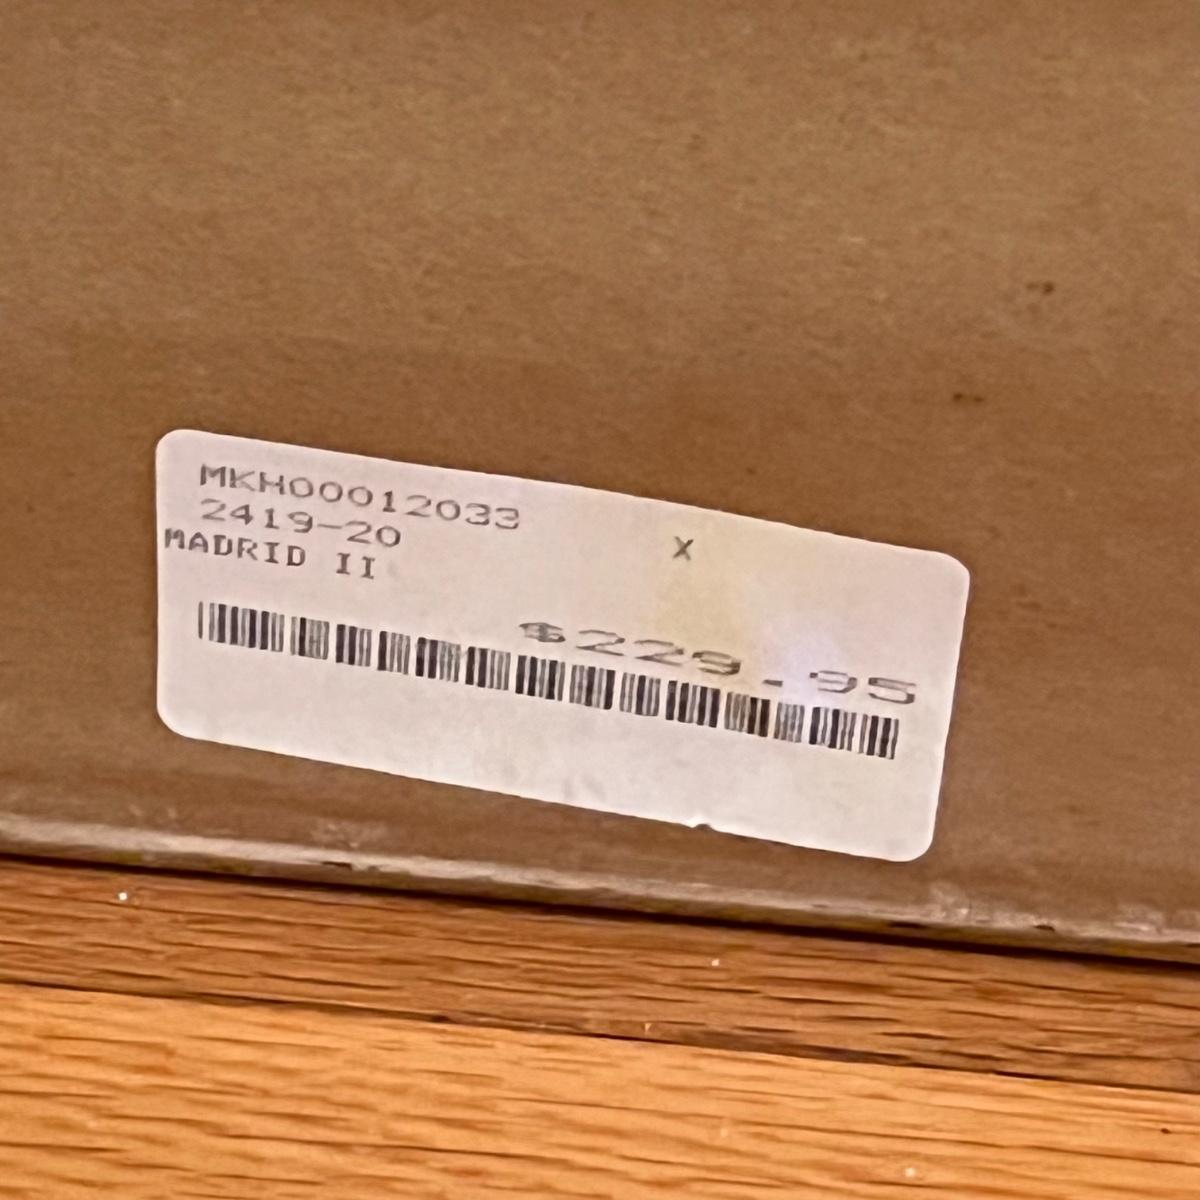 MKH00012033
2419-20
X
MADRID II
$229.95